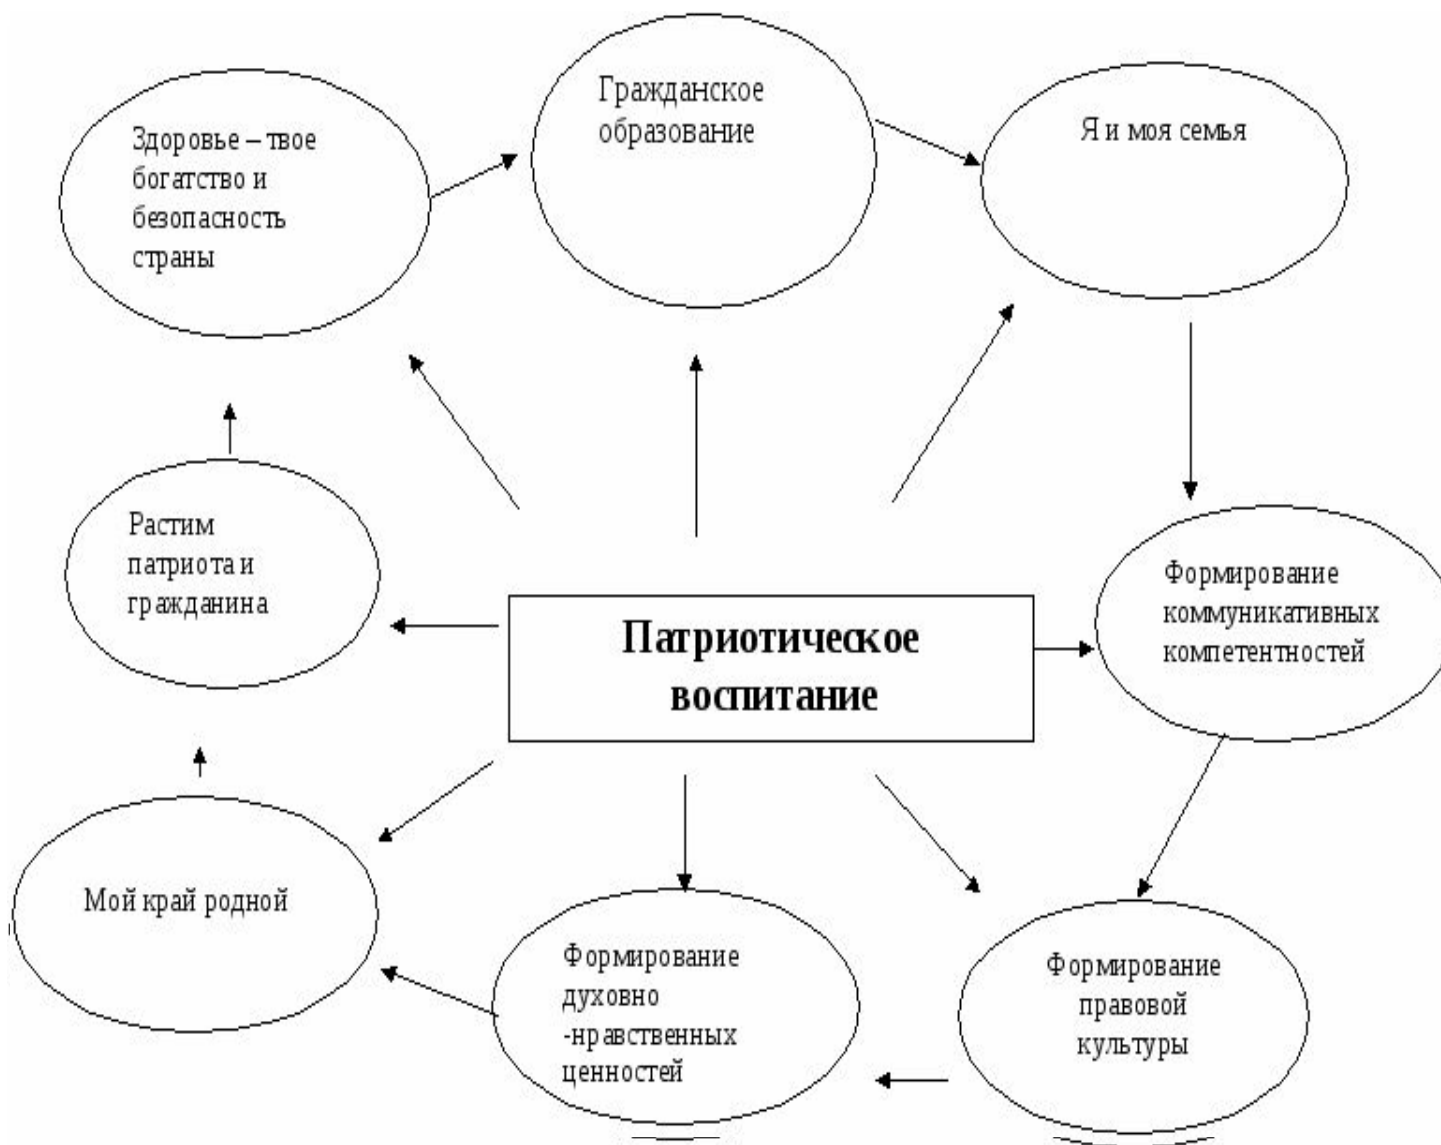 Гражданское
образование
Я и моя семья
Здоровье – твое
богатство и
безопасность
страны
Растим
патриота и
гражданина
Формирование
коммуникативных
компетентностей
Патриотическое
воспитание
Мой край родной
Формирование
духовно
-нравственных
ценностей
Формирование
правовой
культуры